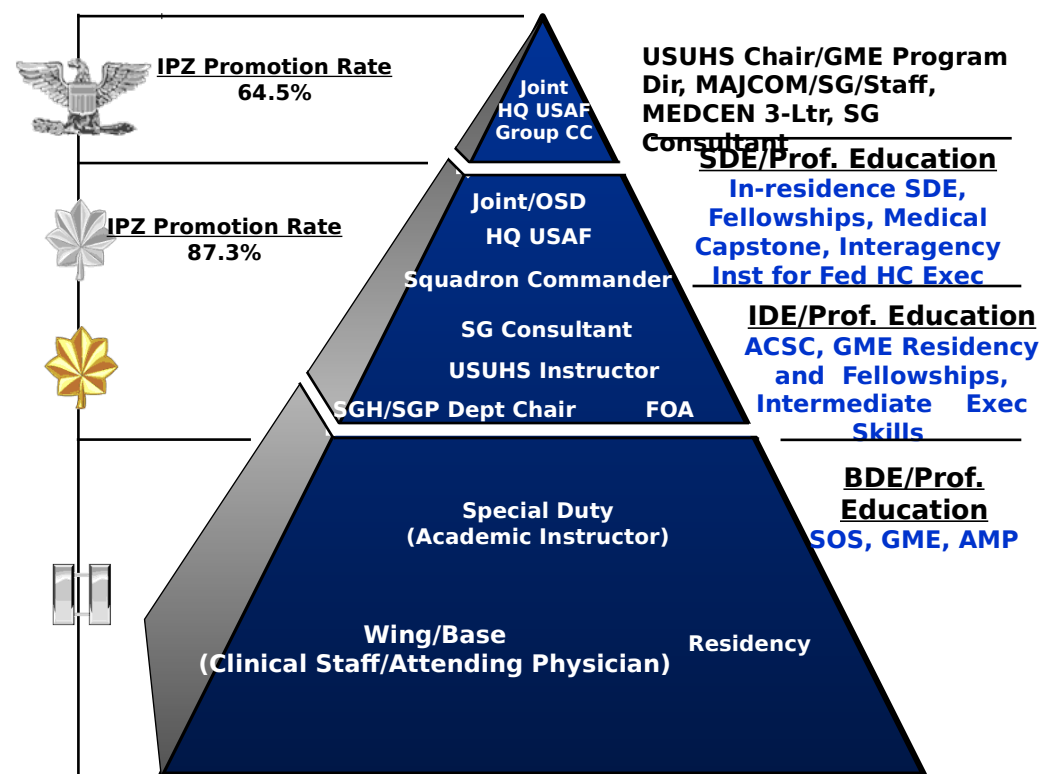 IPZ Promotion Rate
64.5%
IPZ Promotion Rate
87.3%
Joint
HQ USAF
Group CC
Joint/OSD
HQ USAF
Squadron Commander
SG Consultant
USUHS Instructor
SGH/SGP Dept Chair FOA
Special Duty
(Academic Instructor)
Wing/Base
(Clinical Staff/Attending Physician)
Residency
USUHS Chair/GME Program
Dir, MAJCOM/SG/Staff,
MEDCEN 3-Ltr, SG
Consultant
SDE/Prof. Education
In-residence SDE,
Fellowships, Medical
Capstone, Interagency
Inst for Fed HC Exec
IDE/Prof. Education
ACSC, GME Residency
and Fellowships,
Intermediate Exec
Skills
BDE/Prof.
Education
SOS, GME, AMP